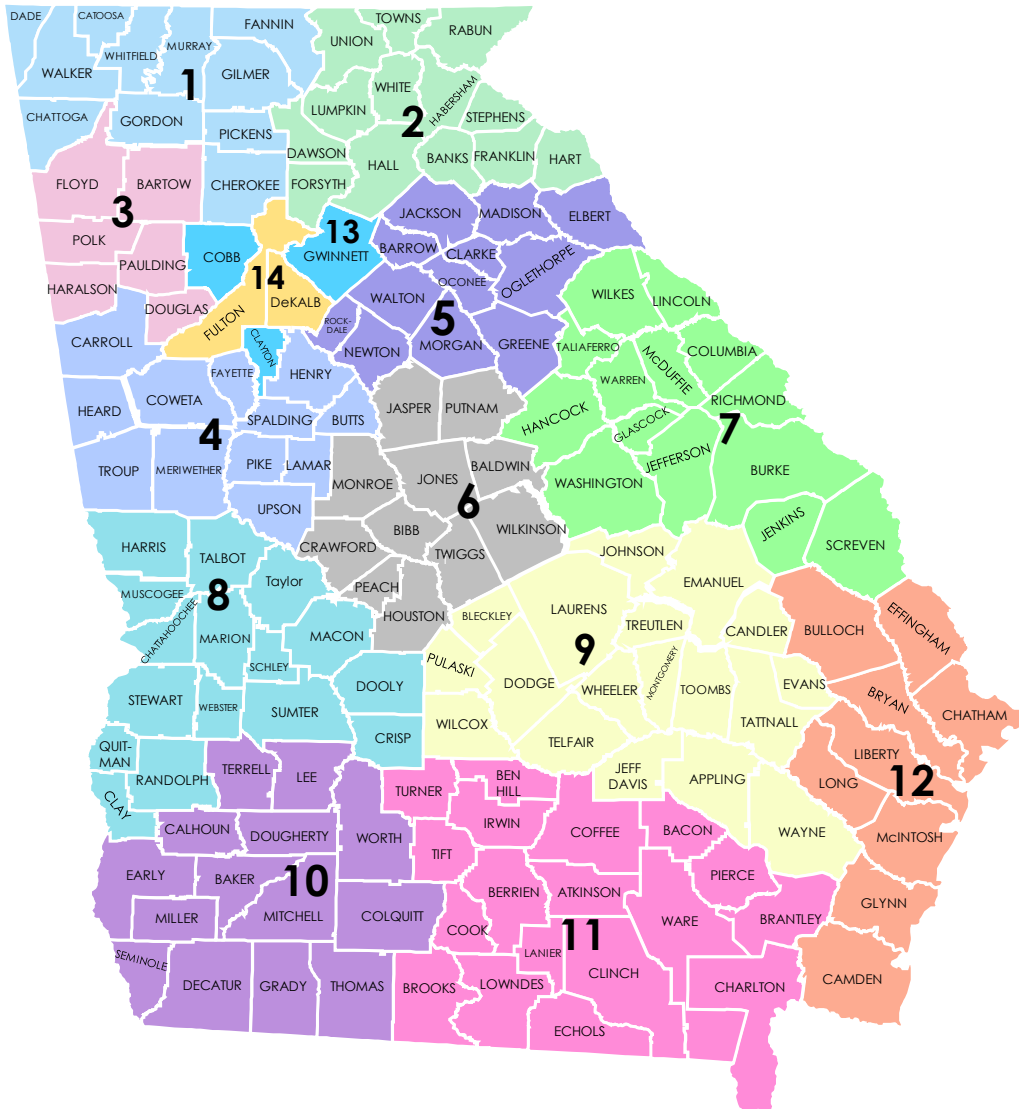 DADE
CATOOSA
FANNIN
TOWNS
RABUN
UNION
MURRAY
WHITFIELD
WALKER
1
GILMER
WHITE
HABERSHAM
LUMPKIN
2
STEPHENS
CHATTOGA
GORDON
PICKENS
DAWSON
HALL
BANKS
FRANKLIN
HART
FLOYD
BARTOW
CHEROKEE
FORSYTH
3
JACKSON
MADISON
ELBERT
13
POLK
COBB
GWINNETT
BARROW
CLARKE
PAULDING
14
OCONEE
OGLETHORPE
HARALSON
DeKALB
WALTON
WILKES
LINCOLN
DOUGLAS
FULTON
ROCK-
DALE
5
CARROLL
CLAYTON
NEWTON
MORGAN
GREENE
TALIAFERRO
COLUMBIA
FAYETTE
HENRY
WARREN
McDUFFIE
COWETA
HEARD
JASPER
PUTNAM
RICHMOND
SPALDING
BUTTS
HANCOCK
GLASCOCK
7
4
TROUP
MERIWETHER
PIKE
LAMAR
BALDWIN
JEFFERSON
BURKE
MONROE
JONES
WASHINGTON
6
UPSON
BIBB
WILKINSON
JENKINS
HARRIS
TALBOT
CRAWFORD
TWIGGS
JOHNSON
SCREVEN
Taylor
PEACH
EMANUEL
MUSCOGEE
8
HOUSTON
BLECKLEY
LAURENS
CHATTAHOOCHEE
MARION
MACON
TREUTLEN
CANDLER
BULLOCH
EFFINGHAM
9
SCHLEY
PULASKI
DODGE
WHEELER
MONTGOMERY
TOOMBS
EVANS
BRYAN
STEWART
WEBSTER
SUMTER
DOOLY
WILCOX
TATTNALL
CHATHAM
CRISP
TELFAIR
QUIT-
MAN
RANDOLPH
TERRELL
LEE
TURNER
BEN
HILL
JEFF
DAVIS
APPLING
LIBERTY
LONG
12
CLAY
CALHOUN
DOUGHERTY
WORTH
IRWIN
COFFEE
BACON
WAYNE
McINTOSH
TIFT
EARLY
BAKER
10
BERRIEN
ATKINSON
PIERCE
GLYNN
MILLER
MITCHELL
COLQUITT
COOK
11
WARE
BRANTLEY
SEMINOLE
LANIER
DECATUR
GRADY
THOMAS
BROOKS
LOWNDES
CLINCH
CHARLTON
CAMDEN
ECHOLS